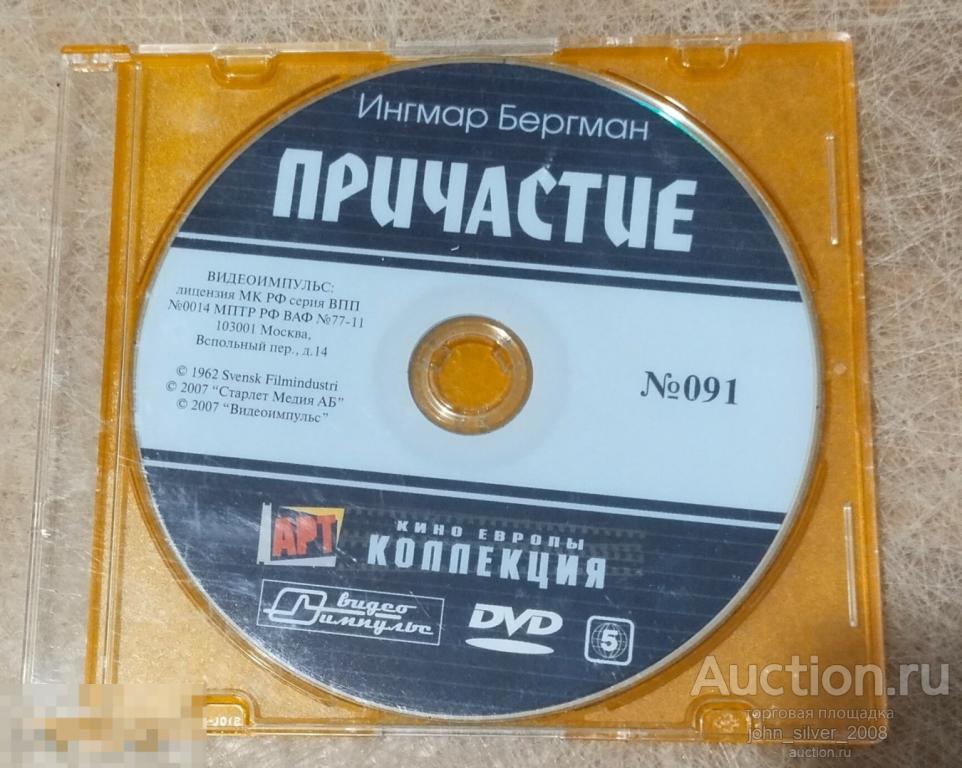 Ингмар Бергман
ПРИЧАСТИЕ
ВИДЕОИМПУЛЬС:
лицензия МК РФ серия ВПП
№0014 МПТР РФ ВАФ №77-11
103001 Москва,
Вспольный пер., д.14
© 1962 Svensk Filmindustri
© 2007 "Старлет Медиа АБ"
© 2007 "Видеоимпульс"
№091
АРТ
КИНО ЕВРОПЫ
КОЛЛЕКЦИЯ
видео
импульс
DVD
5
Auction.ru
торговая площадка
john_silver_2008
auction.ru